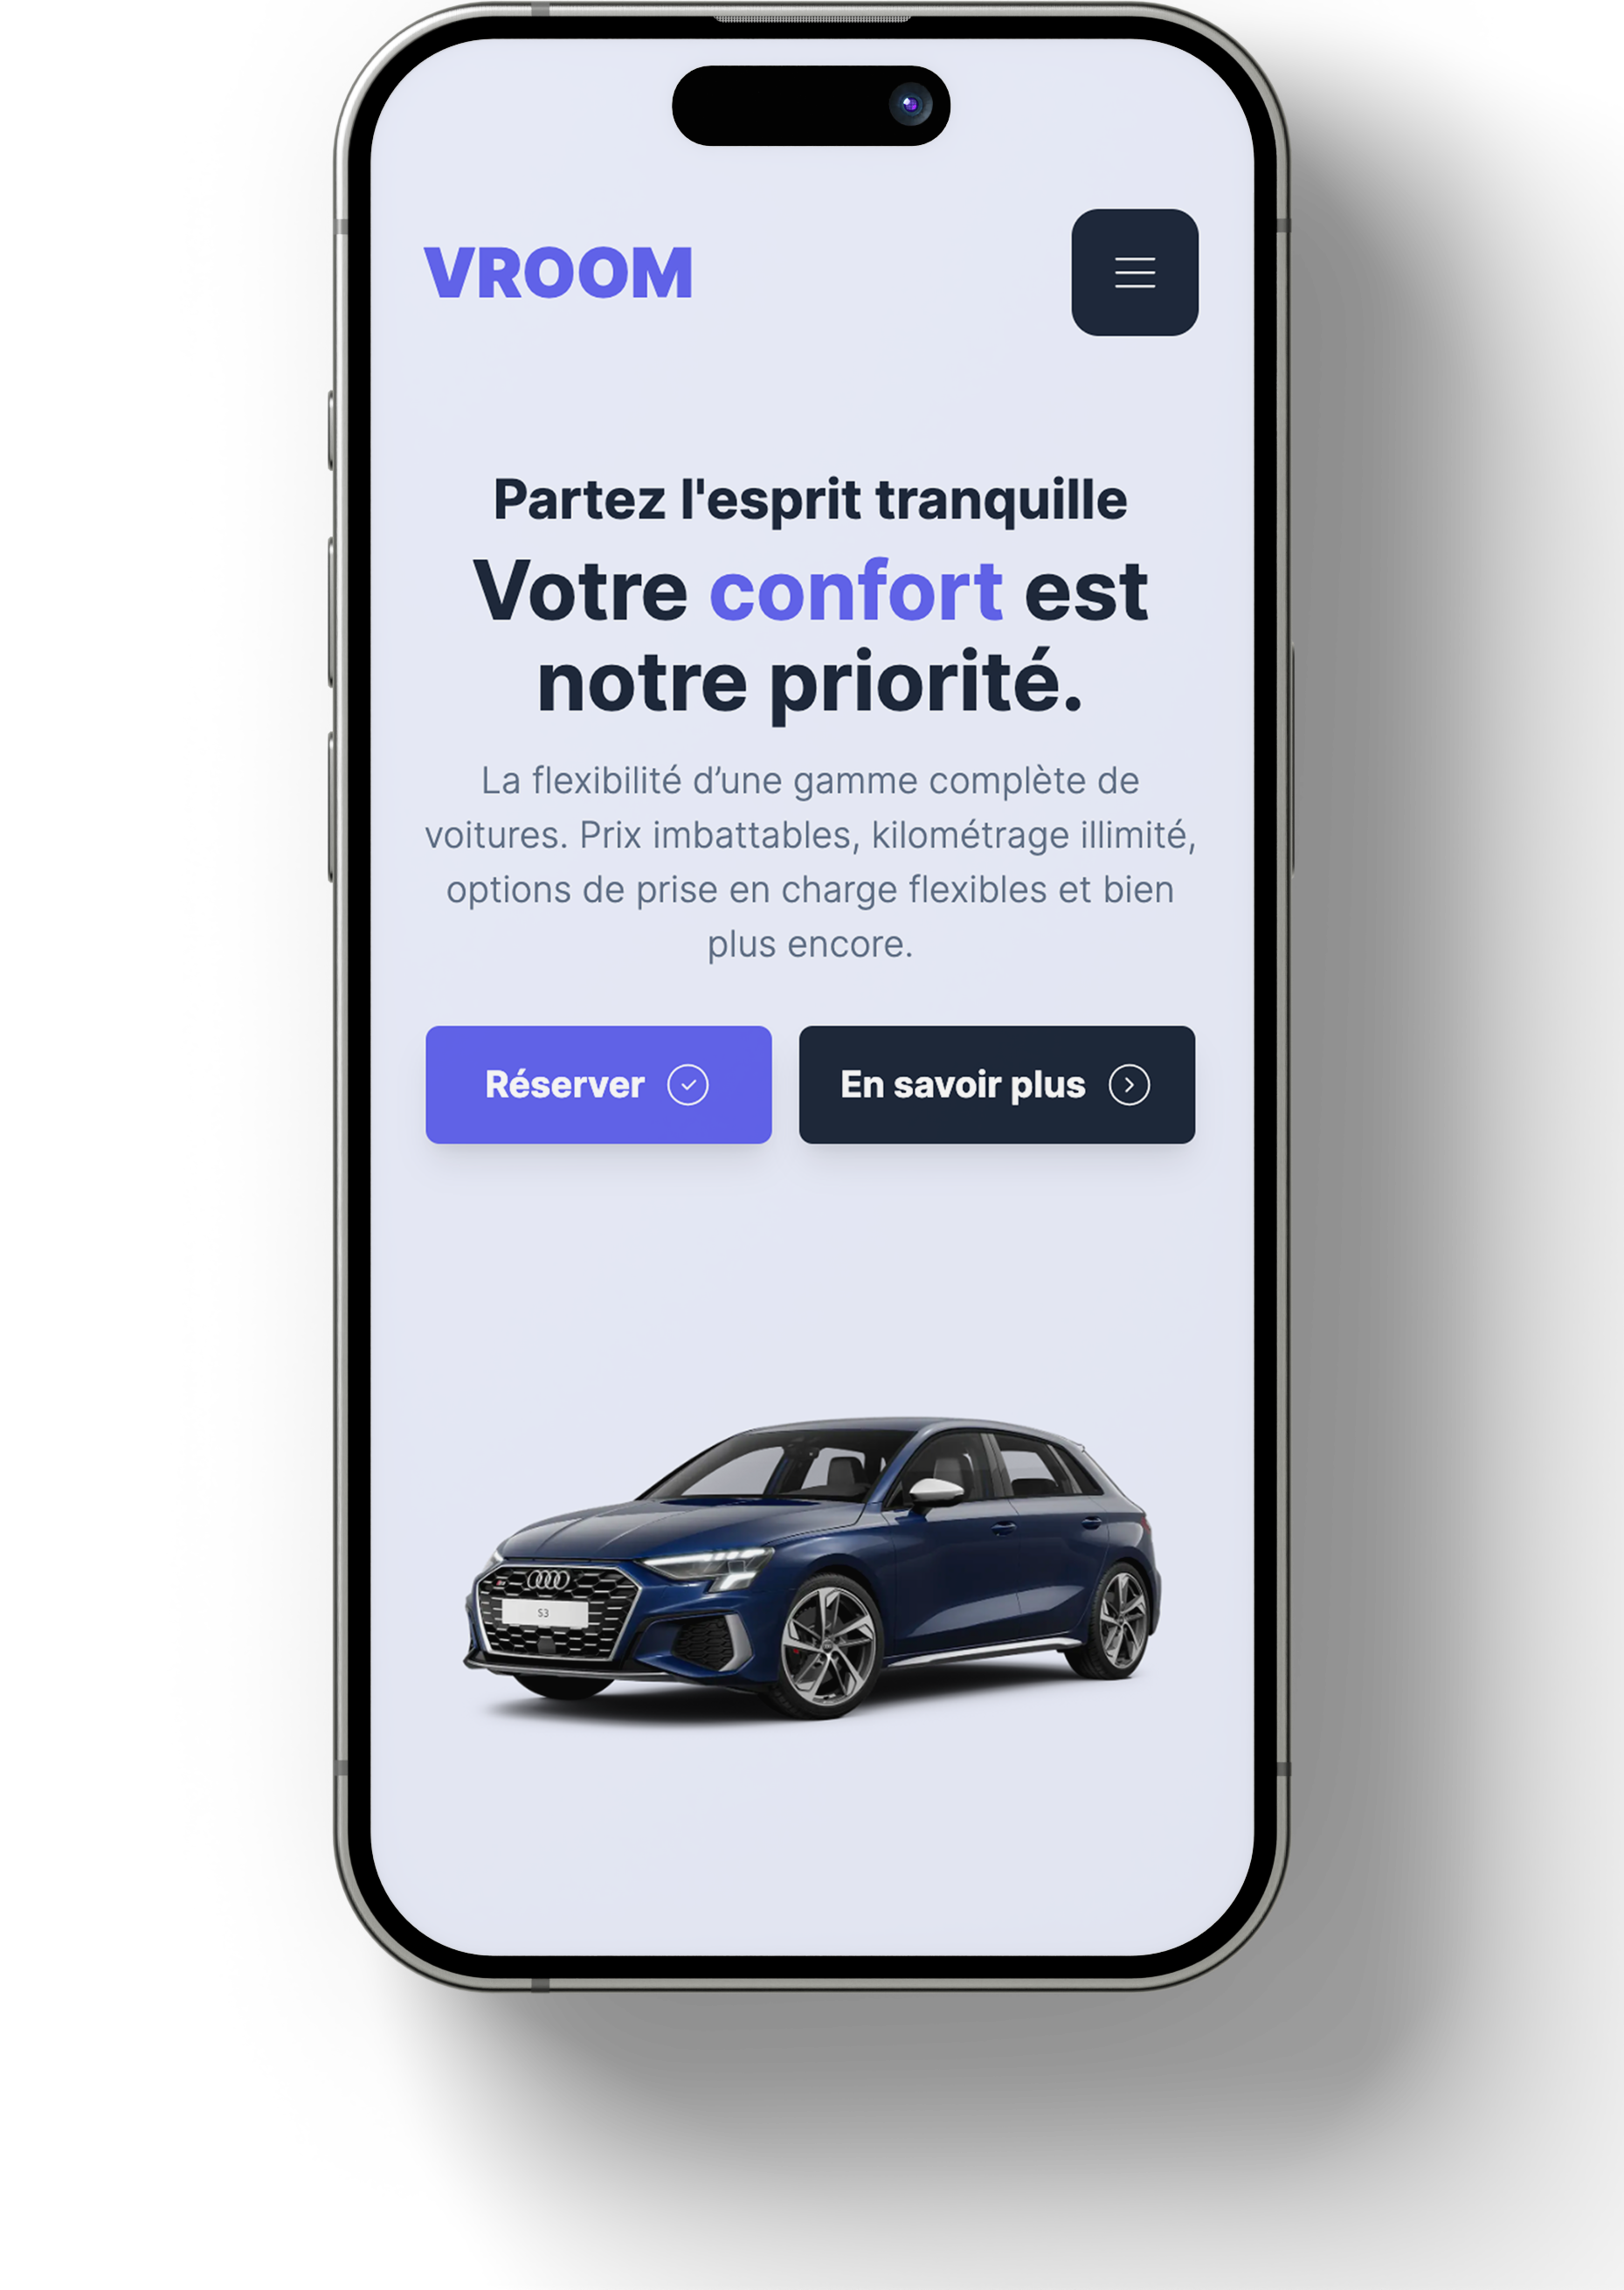 VROOM
Partez l'esprit tranquille
Votre confort est
notre priorité.
La flexibilité d’une gamme complète de
voitures. Prix imbattables, kilométrage illimité,
options de prise en charge flexibles et bien
plus encore.
Réserver
En savoir plus
S3